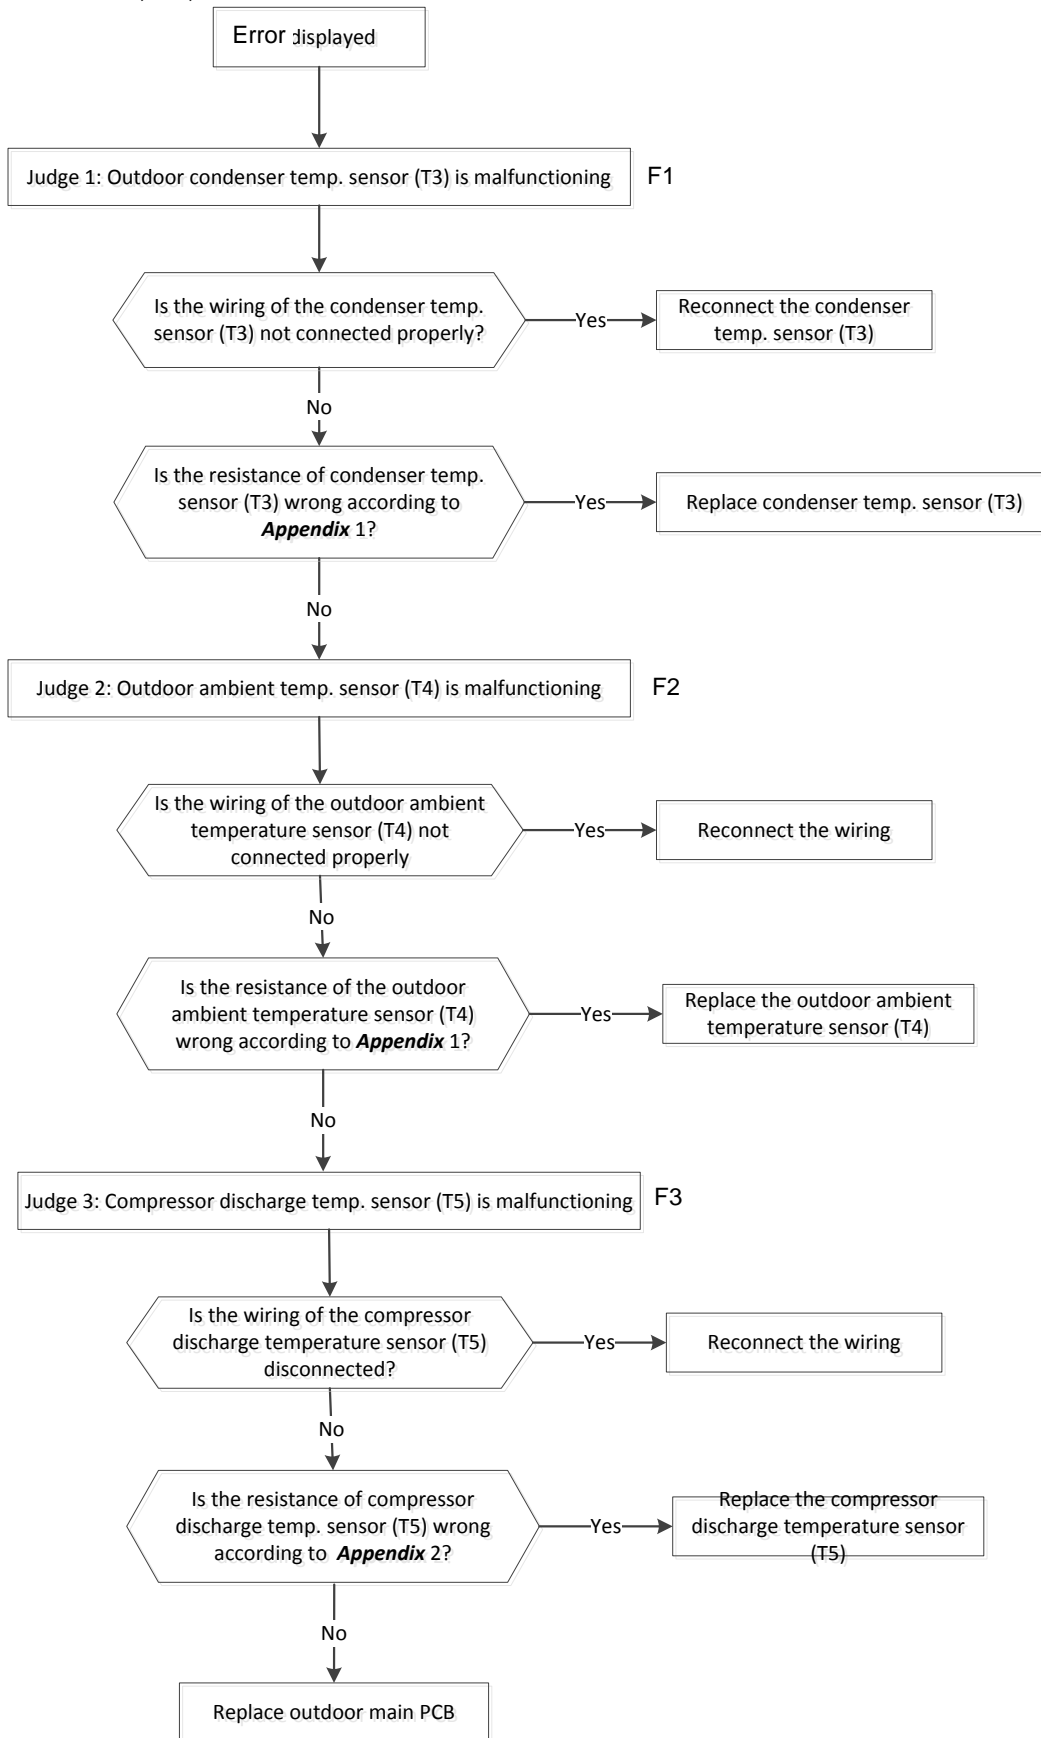 Error displayed
Judge 1: Outdoor condenser temp. sensor (T3) is malfunctioning
F1
Is the wiring of the condenser temp.
sensor (T3) not connected properly?
Yes
Reconnect the condenser
temp. sensor (T3)
No
Is the resistance of condenser temp.
sensor (T3) wrong according to
Appendix 1?
Yes
Replace condenser temp. sensor (T3)
No
Judge 2: Outdoor ambient temp. sensor (T4) is malfunctioning
F2
Is the wiring of the outdoor ambient
temperature sensor (T4) not
connected properly
Yes
Reconnect the wiring
No
Is the resistance of the outdoor
ambient temperature sensor (T4)
wrong according to Appendix 1?
Yes
Replace the outdoor ambient
temperature sensor (T4)
No
Judge 3: Compressor discharge temp. sensor (T5) is malfunctioning
F3
Is the wiring of the compressor
discharge temperature sensor (T5)
disconnected?
Yes
Reconnect the wiring
No
Is the resistance of compressor
discharge temp. sensor (T5) wrong
according to Appendix 2?
Yes
Replace the compressor
discharge temperature sensor
(T5)
No
Replace outdoor main PCB